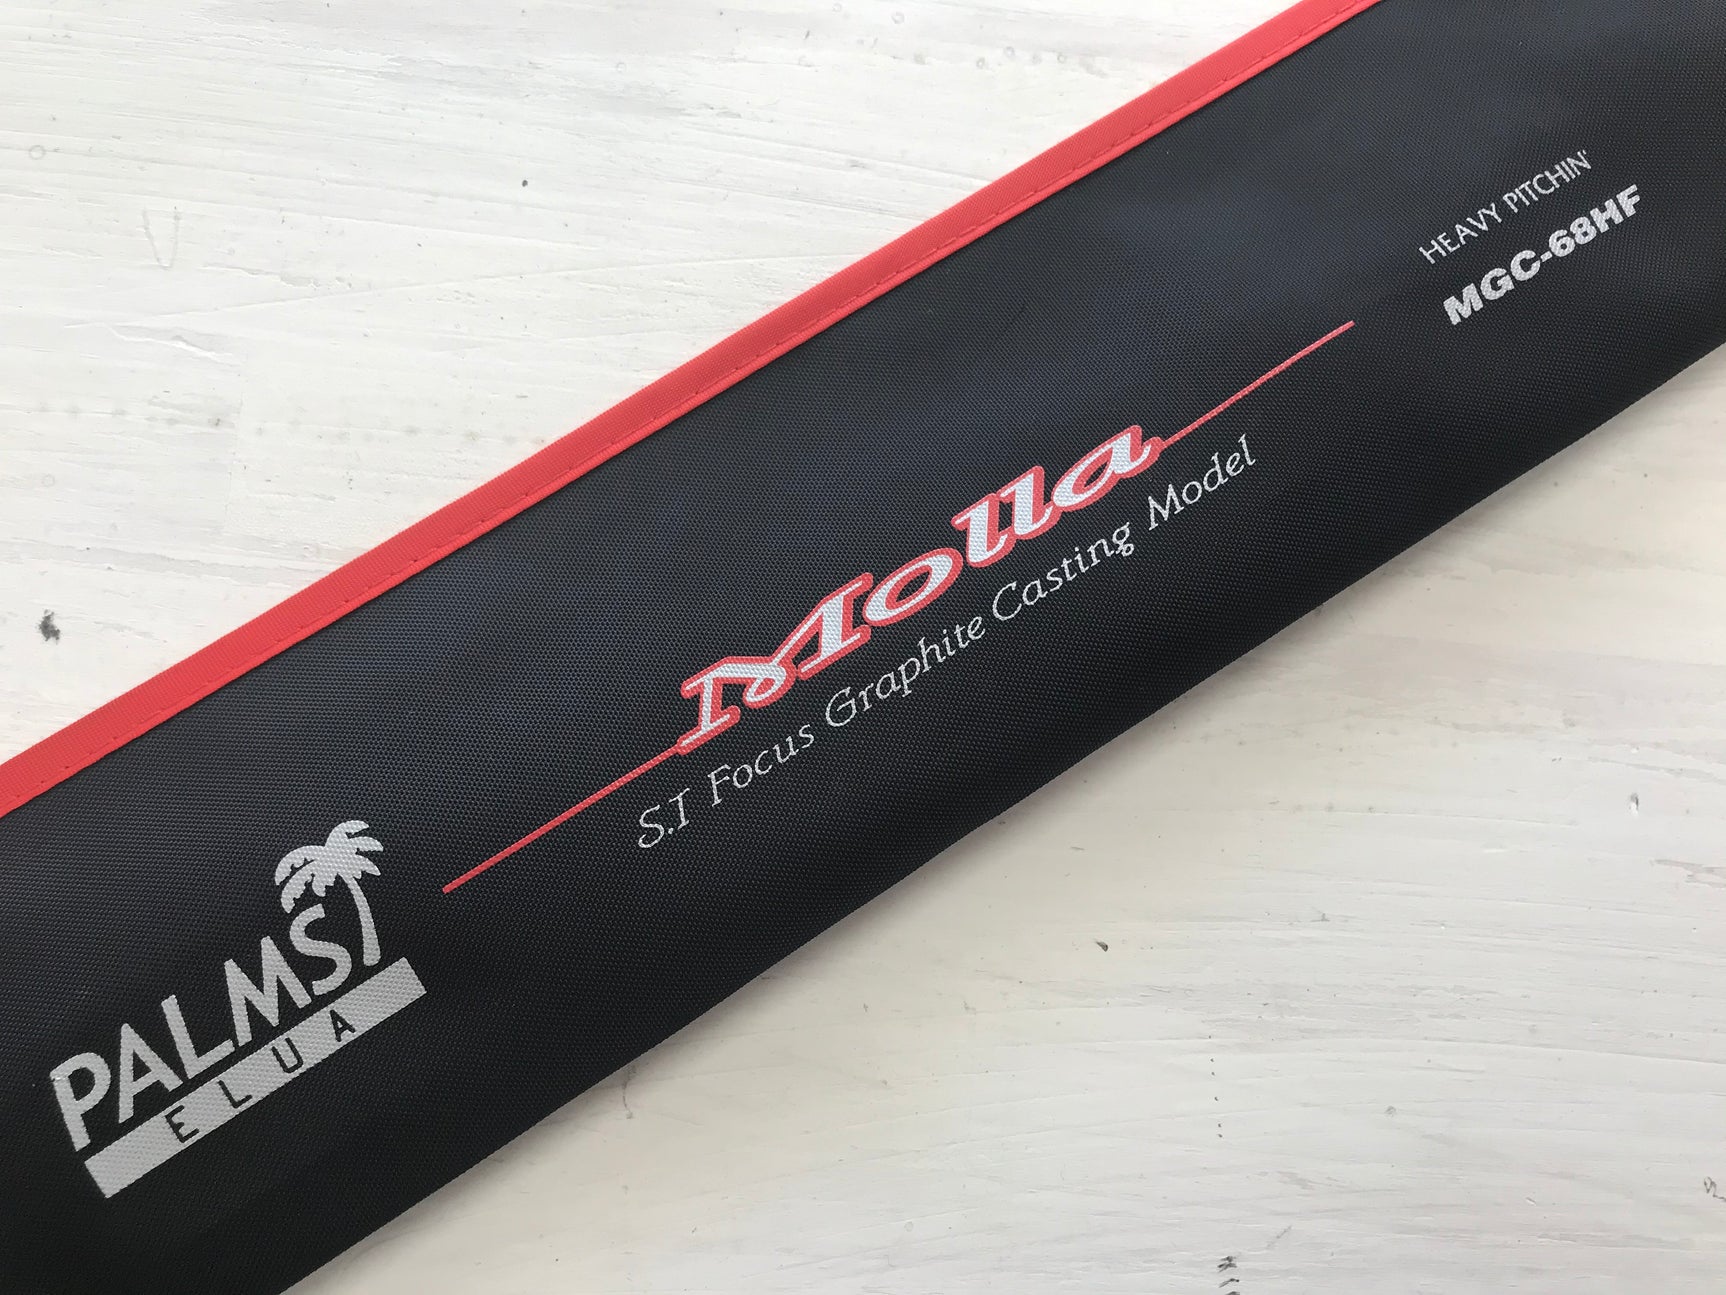 HEAVY PITCHIN'
MGC-68HF
Molla
S.I Focus Graphite Casting Model
PALMS
ELUA